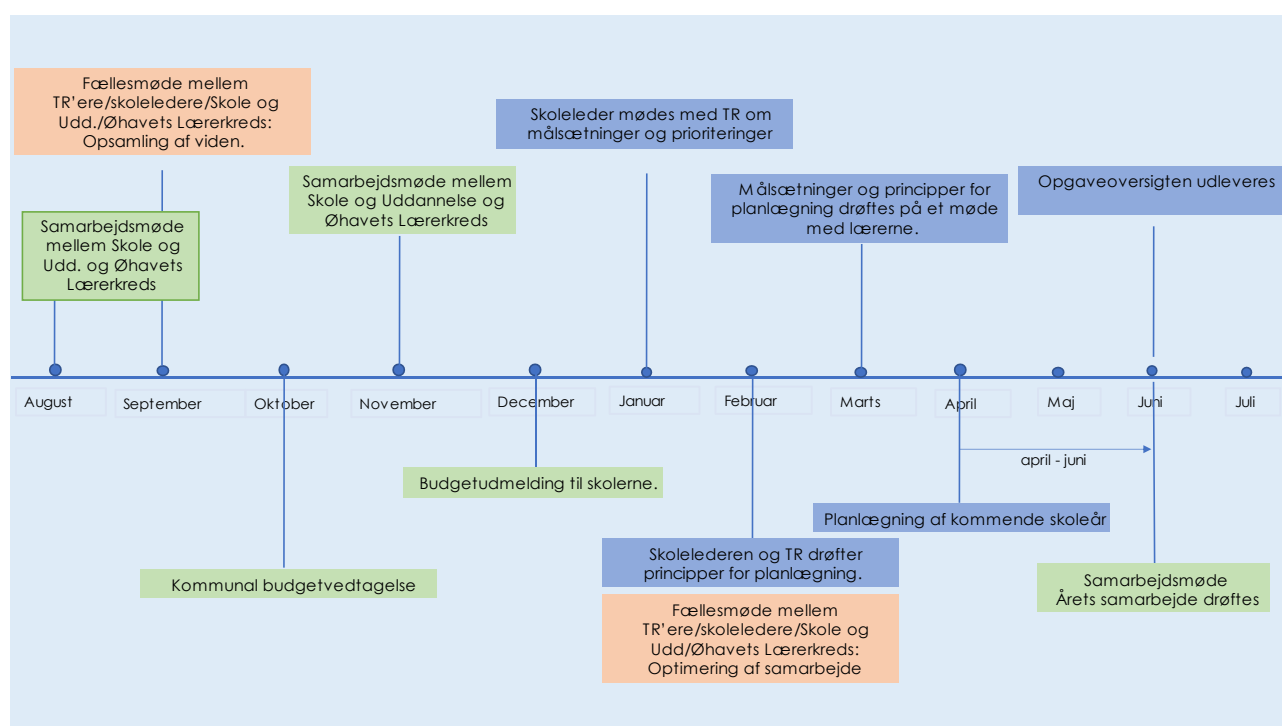 Fællesmøde mellem
TR'ere/skoleledere/Skole og
Udd./Øhavets Lærerkreds:
Opsamling af viden.
Samarbejdsmøde
mellem Skole og
Udd. og Øhavets
Lærerkreds
Samarbejdsmøde mellem
Skole og Uddannelse og
Øhavets Lærerkreds
Skoleleder mødes med TR om
målsætninger og prioriteringer
Målsætninger og principper for
planlægning drøftes på et møde
med lærerne.
Opgaveoversigten udleveres
August
September
Oktober
November
December
Januar
Februar
Marts
April
Maj
Juni
Juli
april - juni
Budgetudmelding til skolerne.
Planlægning af kommende skoleår
Kommunal budgetvedtagelse
Skolelederen og TR drøfter
principper for planlægning.
Fællesmøde mellem
TR'ere/skoleledere/Skole og
Udd/Øhavets Lærerkreds:
Optimering af samarbejde
Samarbejdsmøde
Årets samarbejde drøftes